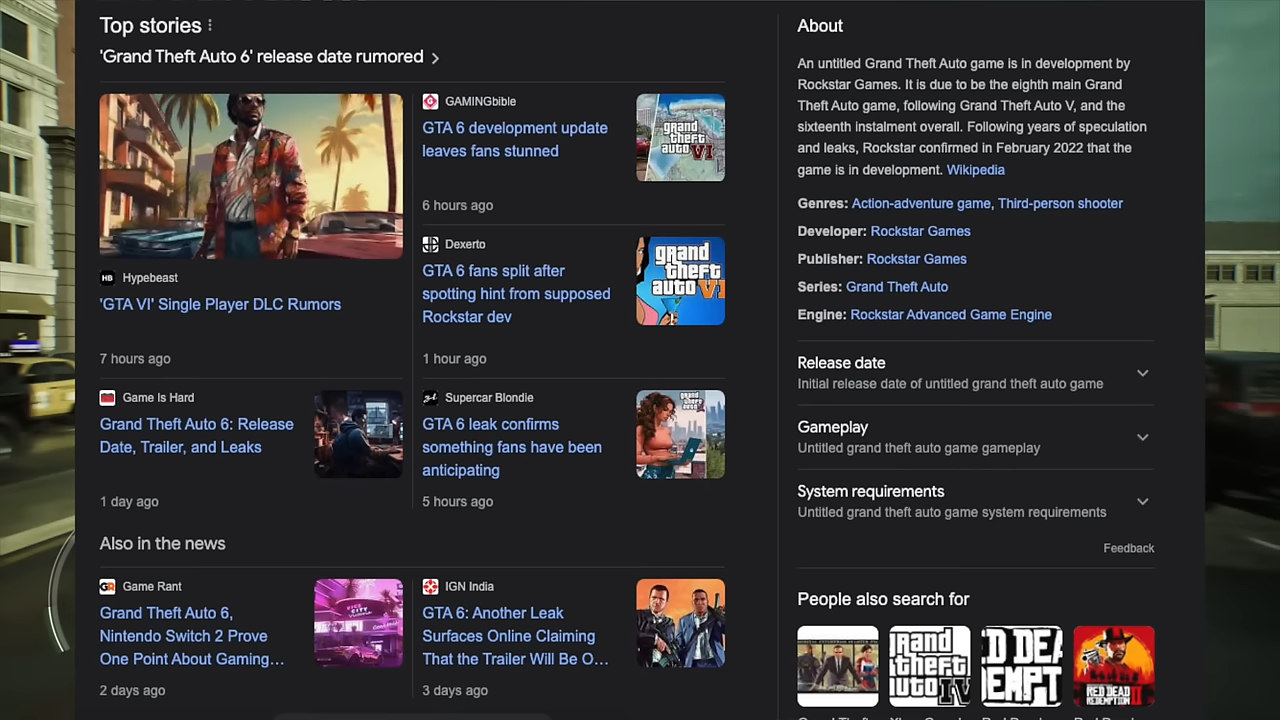 Top stories
'Grand Theft Auto 6' release date rumored
Hypebeast
'GTA VI' Single Player DLC Rumors
7 hours ago
GAMINGbible
GTA 6 development update
leaves fans stunned
6 hours ago
grand
theft
auto VI
Dexerto
GTA 6 fans split after
spotting hint from supposed
Rockstar dev
1 hour ago
grand
theft
auto VI
Game Is Hard
Grand Theft Auto 6: Release
Date, Trailer, and Leaks
1 day ago
Supercar Blondie
GTA 6 leak confirms
something fans have been
anticipating
5 hours ago
Also in the news
Game Rant
Grand Theft Auto 6,
Nintendo Switch 2 Prove
One Point About Gaming...
2 days ago
IGN India
GTA 6: Another Leak
Surfaces Online Claiming
That the Trailer Will Be O...
3 days ago
About
An untitled Grand Theft Auto game is in development by
Rockstar Games. It is due to be the eighth main Grand
Theft Auto game, following Grand Theft Auto V, and the
sixteenth instalment overall. Following years of speculation
and leaks, Rockstar confirmed in February 2022 that the
game is in development. Wikipedia
Genres: Action-adventure game, Third-person shooter
Developer: Rockstar Games
Publisher: Rockstar Games
Series: Grand Theft Auto
Engine: Rockstar Advanced Game Engine
Release date
Initial release date of untitled grand theft auto game
Gameplay
Untitled grand theft auto game gameplay
System requirements
Untitled grand theft auto game system requirements
Feedback
People also search for
grand
theft
auto IV
RED DEAD
REDEMPTION II